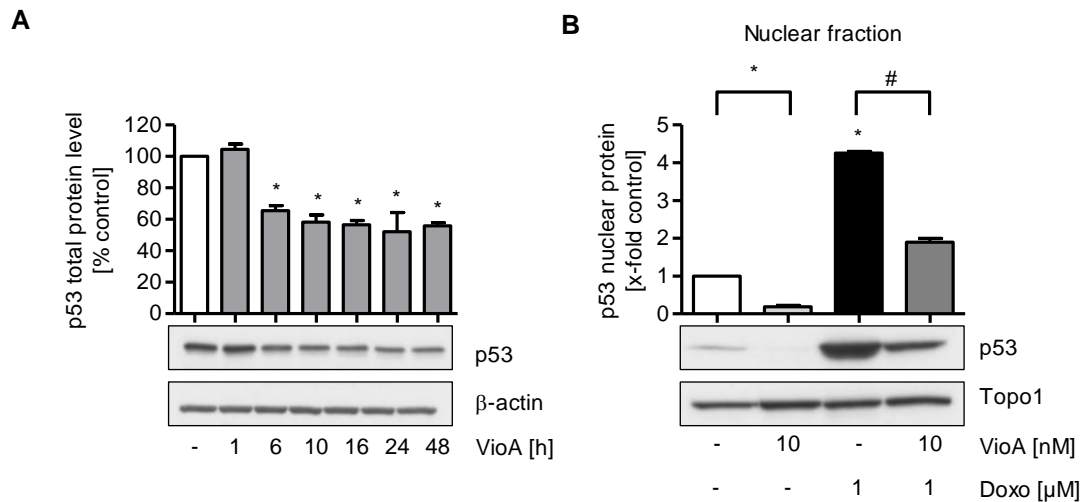 A
p53 total protein level
[% control]
120
100
80
60
40
20
0
* * * * *
p53
β-actin
- 1 6 10 16 24 48 VioA [h]
B
Nuclear fraction
* #
*
p53 nuclear protein
[x-fold control]
5
4
3
2
1
0
p53
Topo1
- 10 - 10 VioA [nM]
- - 1 1 Doxo [µM]